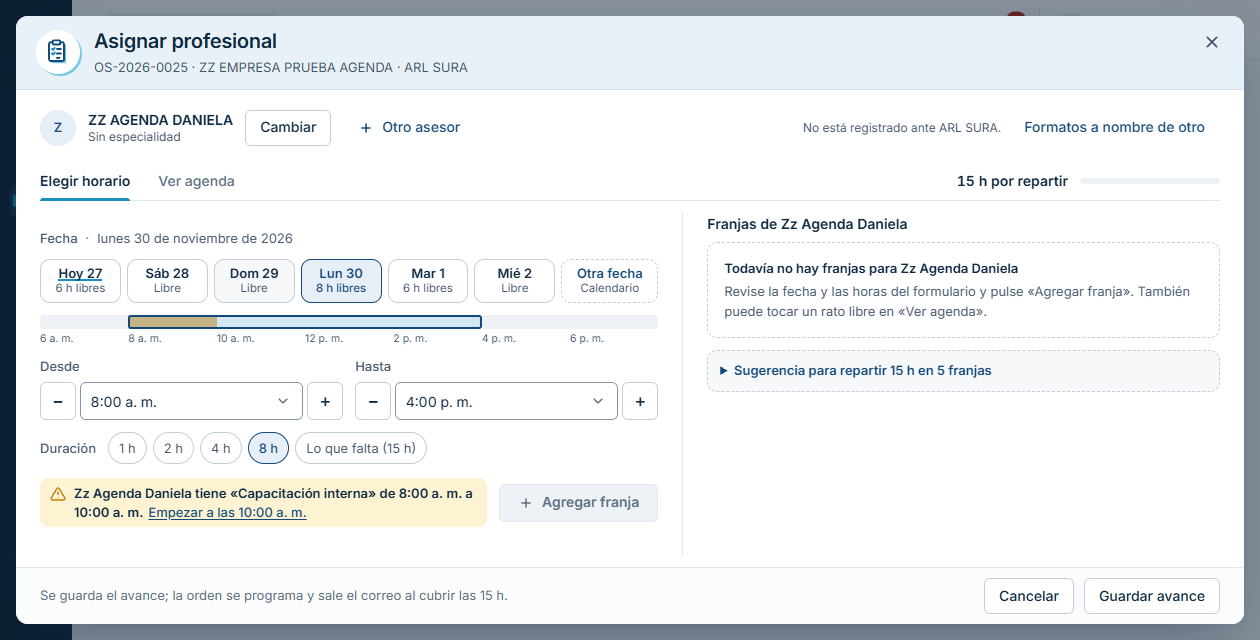 Asignar profesional
OS-2026-0025 · ZZ EMPRESA PRUEBA AGENDA · ARL SURA
Z
ZZ AGENDA DANIELA
Sin especialidad
Cambiar
+ Otro asesor
No está registrado ante ARL SURA.
Formatos a nombre de otro
Elegir horario
Ver agenda
15 h por repartir
Fecha · lunes 30 de noviembre de 2026
Hoy 27
6 h libres
Sáb 28
Libre
Dom 29
Libre
Lun 30
8 h libres
Mar 1
6 h libres
Mié 2
Libre
Otra fecha
Calendario
6 a. m.
8 a. m.
10 a. m.
12 p. m.
2 p. m.
4 p. m.
6 p. m.
Desde
Hasta
− 8:00 a. m. +
− 4:00 p. m. +
Duración
1 h
2 h
4 h
8 h
Lo que falta (15 h)
Zz Agenda Daniela tiene «Capacitación interna» de 8:00 a. m. a
10:00 a. m. Empezar a las 10:00 a. m.
+ Agregar franja
Franjas de Zz Agenda Daniela
Todavía no hay franjas para Zz Agenda Daniela
Revise la fecha y las horas del formulario y pulse «Agregar franja». También
puede tocar un rato libre en «Ver agenda».
Sugerencia para repartir 15 h en 5 franjas
Se guarda el avance; la orden se programa y sale el correo al cubrir las 15 h.
Cancelar
Guardar avance